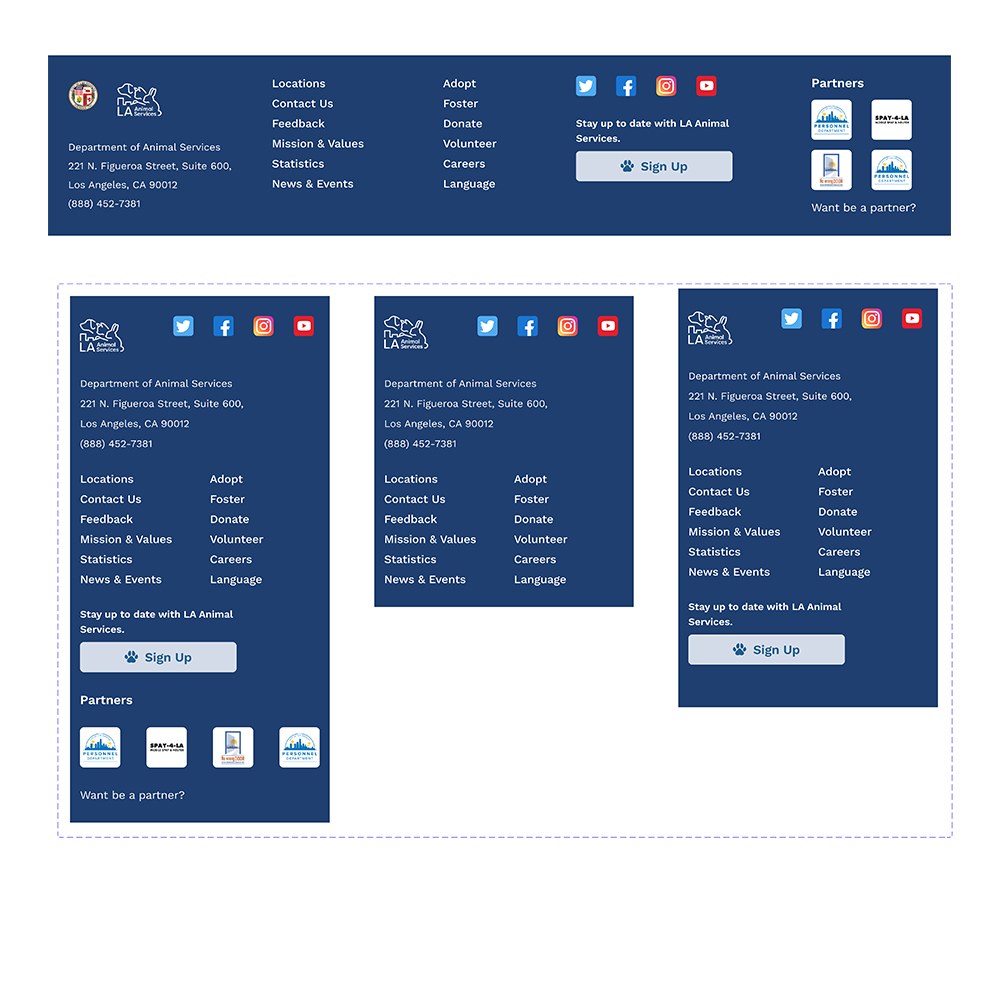 LA Animal
Services
Department of Animal Services
221 N. Figueroa Street, Suite 600,
Los Angeles, CA 90012
(888) 452-7381
Locations
Contact Us
Feedback
Mission & Values
Statistics
News & Events
Adopt
Foster
Donate
Volunteer
Careers
Language
Stay up to date with LA Animal
Services.
Sign Up
Partners
PERSONNEL
DEPARTMENT
SPAY-4-LA
No wrong DOOR
PERSONNEL
DEPARTMENT
Want be a partner?
LA Animal
Services
Department of Animal Services
221 N. Figueroa Street, Suite 600,
Los Angeles, CA 90012
(888) 452-7381
Locations
Contact Us
Feedback
Mission & Values
Statistics
News & Events
Adopt
Foster
Donate
Volunteer
Careers
Language
Stay up to date with LA Animal
Services.
Sign Up
Partners
PERSONNEL
DEPARTMENT
SPAY-4-LA
No wrong DOOR
PERSONNEL
DEPARTMENT
Want be a partner?
LA Animal
Services
Department of Animal Services
221 N. Figueroa Street, Suite 600,
Los Angeles, CA 90012
(888) 452-7381
Locations
Contact Us
Feedback
Mission & Values
Statistics
News & Events
Adopt
Foster
Donate
Volunteer
Careers
Language
LA Animal
Services
Department of Animal Services
221 N. Figueroa Street, Suite 600,
Los Angeles, CA 90012
(888) 452-7381
Locations
Contact Us
Feedback
Mission & Values
Statistics
News & Events
Adopt
Foster
Donate
Volunteer
Careers
Language
Stay up to date with LA Animal
Services.
Sign Up